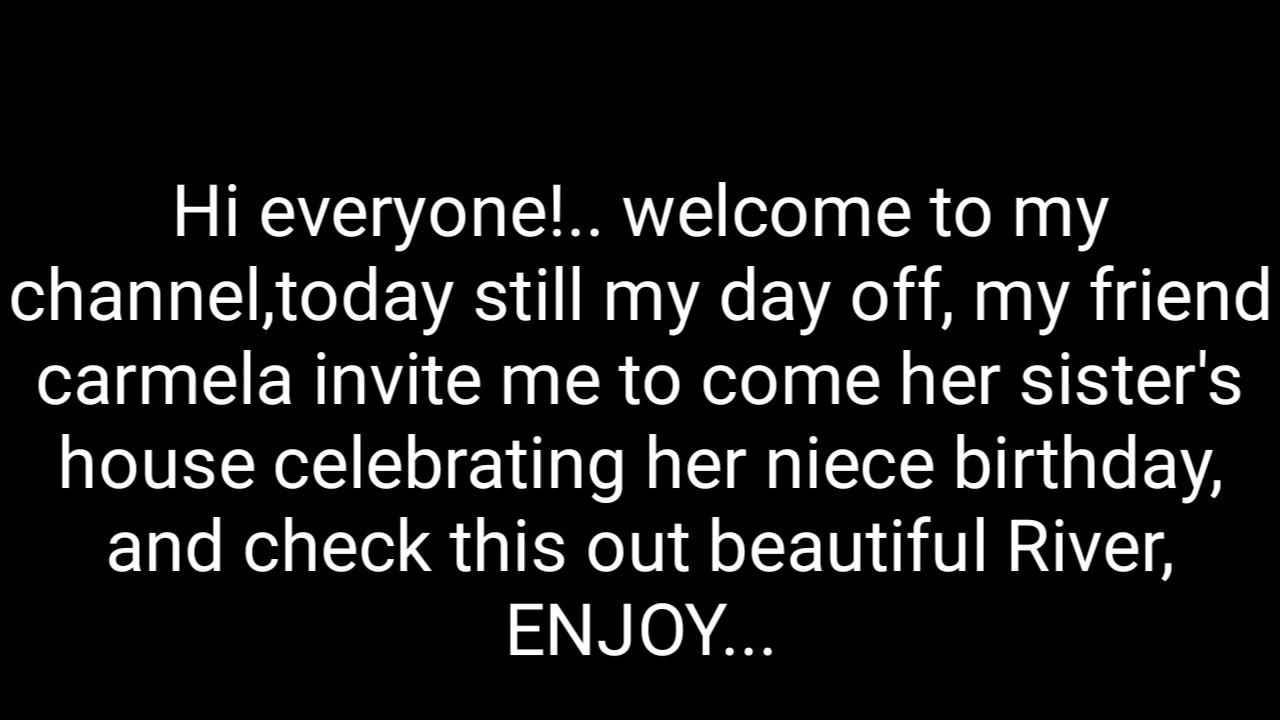 Hi everyone!.. welcome to my
channel,today still my day off, my friend
carmela invite me to come her sister's
house celebrating her niece birthday,
and check this out beautiful River,
ENJOY...